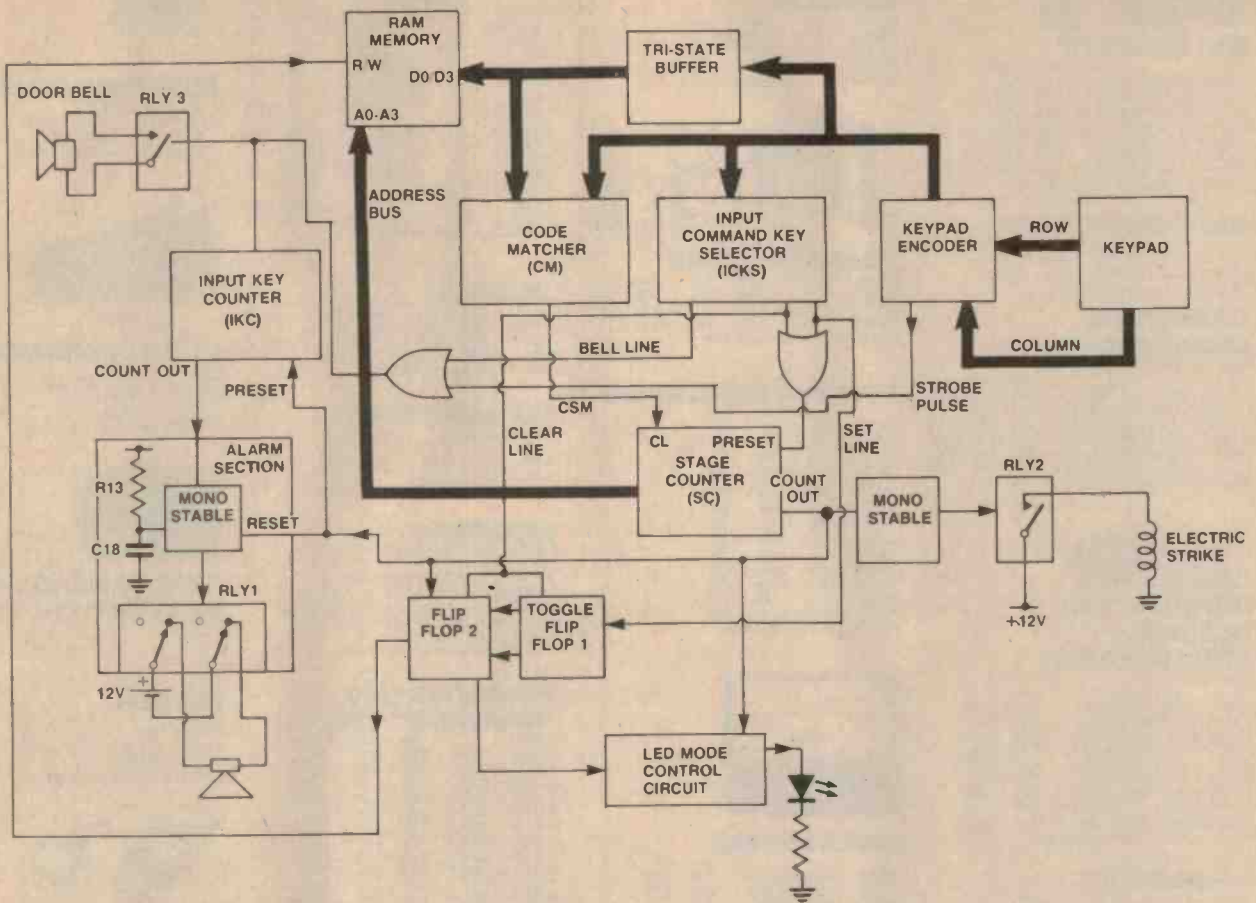 RAM
MEMORY
R/W
D0/D3
A0-A3
TRI-STATE
BUFFER
DOOR BELL
RLY 3
ADDRESS
BUS
CODE
MATCHER
(CM)
INPUT
COMMAND KEY
SELECTOR
(ICKS)
KEYPAD
ENCODER
ROW
KEYPAD
COLUMN
INPUT KEY
COUNTER
(IKC)
COUNT OUT
PRESET
BELL LINE
CSM
CLEAR
LINE
STROBE
PULSE
SET
LINE
CL
PRESET
STAGE
COUNTER
(SC)
COUNT
OUT
MONO
STABLE
RLY2
ELECTRIC
STRIKE
+12V
ALARM
SECTION
R13
MONO
STABLE
RESET
C18
RLY1
+
12V
FLIP
FLOP 2
TOGGLE
FLIP
FLOP 1
LED MODE
CONTROL
CIRCUIT